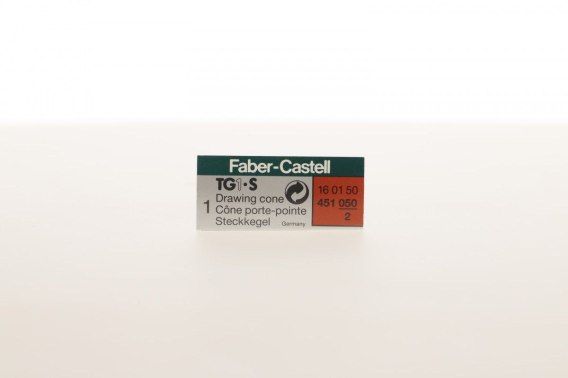 Faber-Castell
TG1·S
1 Drawing cone
Cône porte-pointe
Steckkegel
Germany
16 01 50
451 050
2